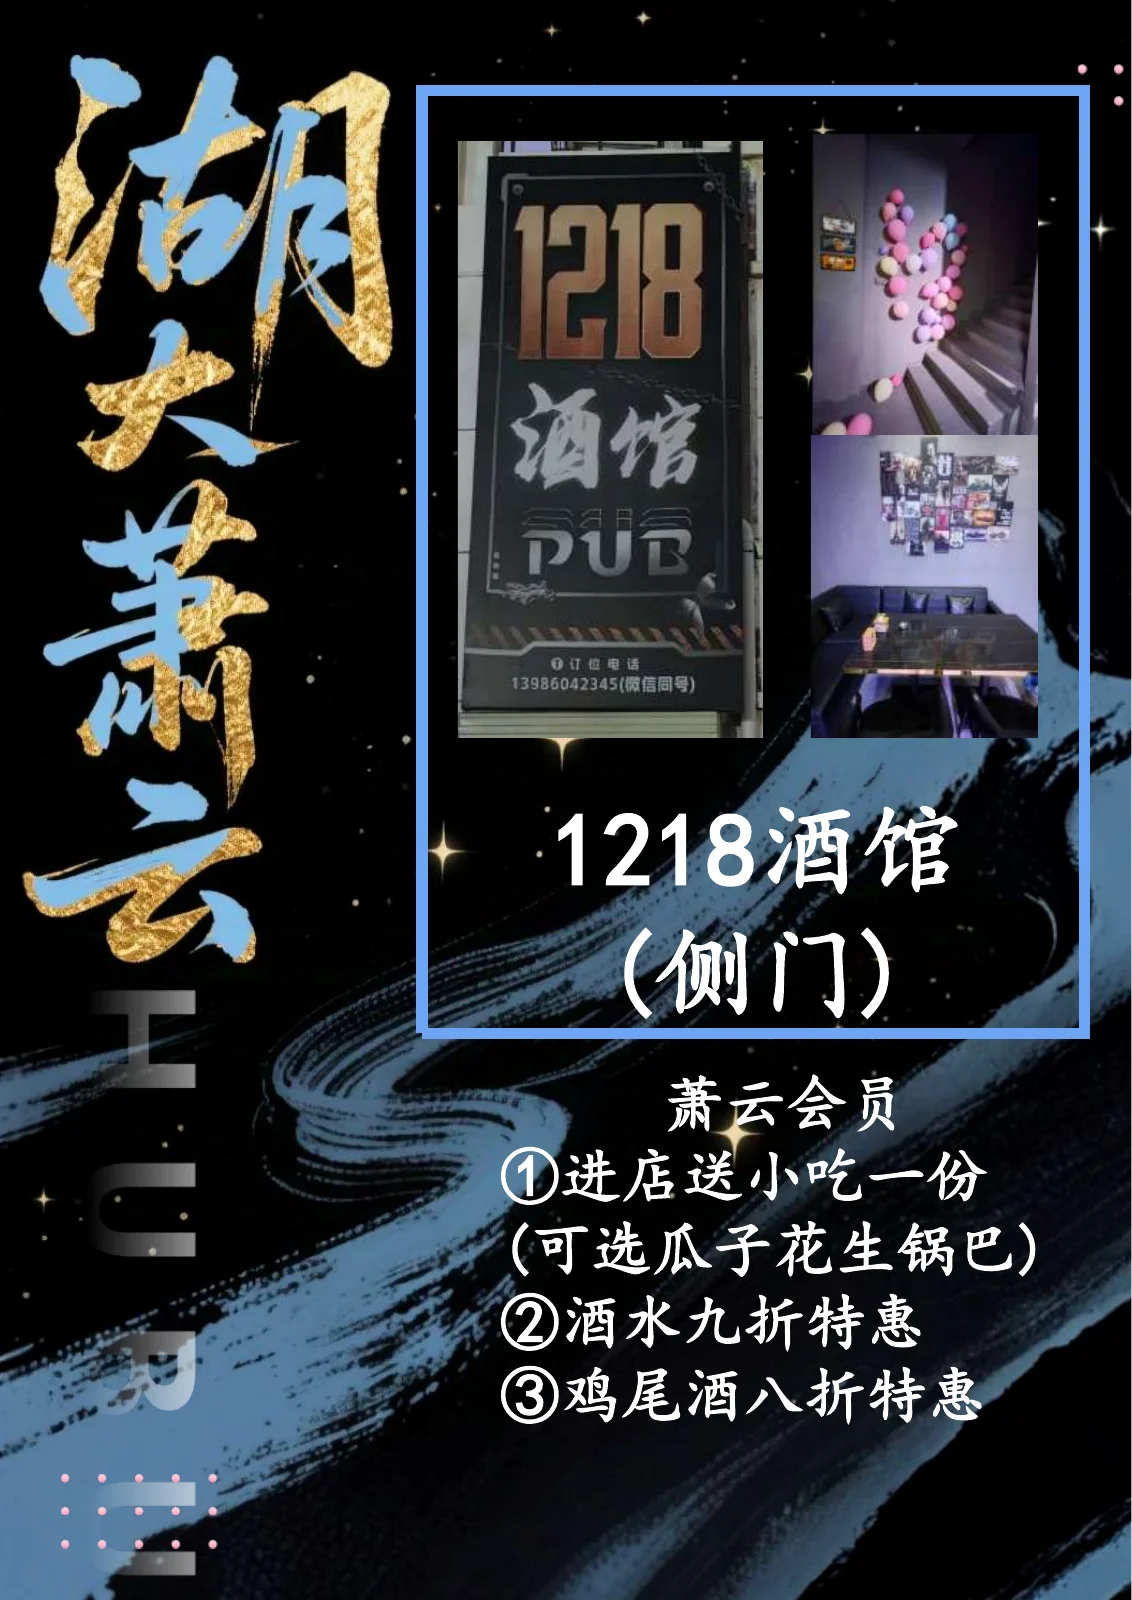 湖大萧云
HUBEI
1218
酒馆
PUB
订位电话
13986042345(微信同号)
1218酒馆
(侧门)
萧云会员
①进店送小吃一份
(可选瓜子花生锅巴)
②酒水九折特惠
③鸡尾酒八折特惠